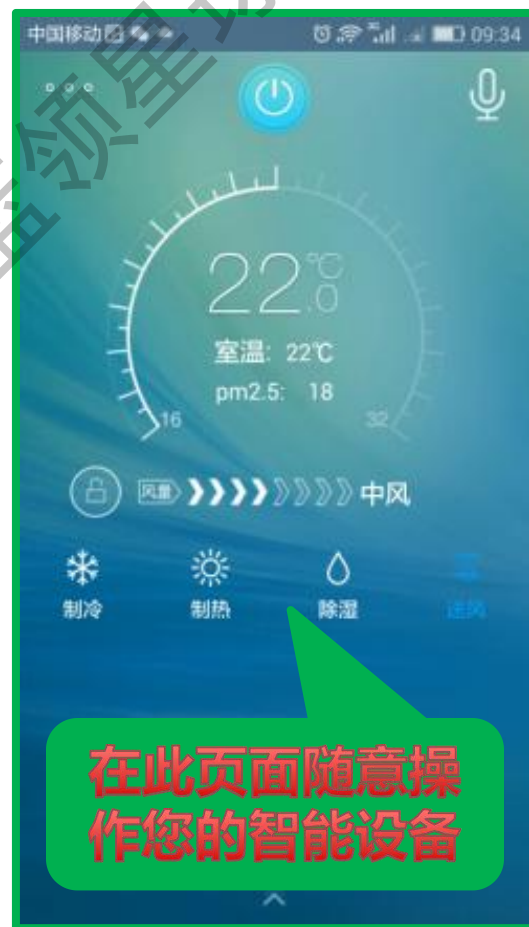 中国移动 09:34
22.0
℃
室温: 22℃
pm2.5: 18
16 32
风量 中风
制冷 制热 除湿 送风
在此页面随意操
作您的智能设备